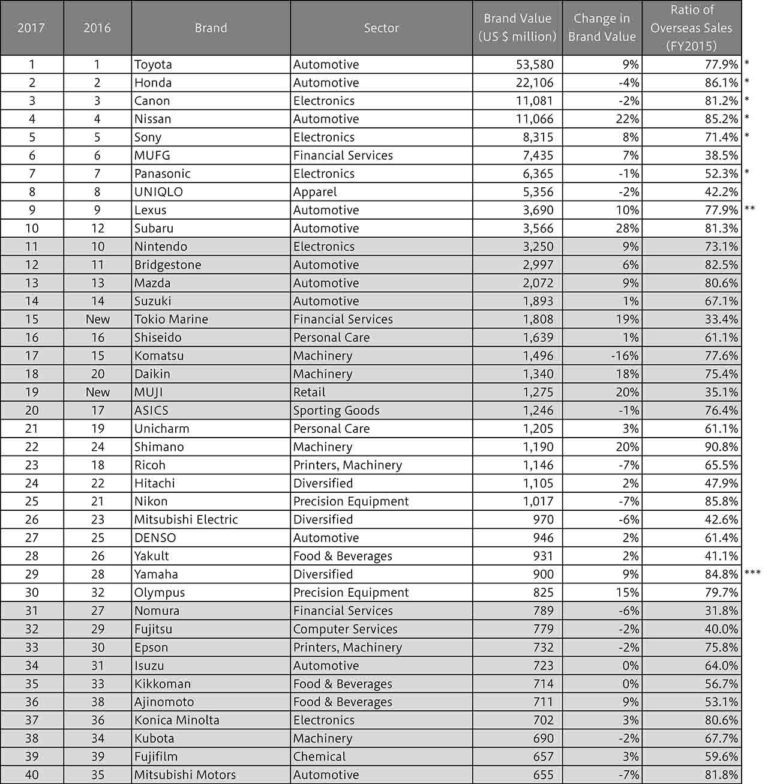 2017 2016 Brand Sector Brand Value (US $ million) Change in Brand Value Ratio of Overseas Sales (FY2015)
1 1 Toyota Automotive 53,580 9% 77.9% *
2 2 Honda Automotive 22,106 -4% 86.1% *
3 3 Canon Electronics 11,081 -2% 81.2% *
4 4 Nissan Automotive 11,066 22% 85.2% *
5 5 Sony Electronics 8,315 8% 71.4% *
6 6 MUFG Financial Services 7,435 7% 38.5%
7 7 Panasonic Electronics 6,365 -1% 52.3% *
8 8 UNIQLO Apparel 5,356 -2% 42.2%
9 9 Lexus Automotive 3,690 10% 77.9% **
10 12 Subaru Automotive 3,566 28% 81.3%
11 10 Nintendo Electronics 3,250 9% 73.1%
12 11 Bridgestone Automotive 2,997 6% 82.5%
13 13 Mazda Automotive 2,072 9% 80.6%
14 14 Suzuki Automotive 1,893 1% 67.1%
15 New Tokio Marine Financial Services 1,808 19% 33.4%
16 16 Shiseido Personal Care 1,639 1% 61.1%
17 15 Komatsu Machinery 1,496 -16% 77.6%
18 20 Daikin Machinery 1,340 18% 75.4%
19 New MUJI Retail 1,275 20% 35.1%
20 17 ASICS Sporting Goods 1,246 -1% 76.4%
21 19 Unicharm Personal Care 1,205 3% 61.1%
22 24 Shimano Machinery 1,190 20% 90.8%
23 18 Ricoh Printers, Machinery 1,146 -7% 65.5%
24 22 Hitachi Diversified 1,105 2% 47.9%
25 21 Nikon Precision Equipment 1,017 -7% 85.8%
26 23 Mitsubishi Electric Diversified 970 -6% 42.6%
27 25 DENSO Automotive 946 2% 61.4%
28 26 Yakult Food & Beverages 931 2% 41.1%
29 28 Yamaha Diversified 900 9% 84.8% ***
30 32 Olympus Precision Equipment 825 15% 79.7%
31 27 Nomura Financial Services 789 -6% 31.8%
32 29 Fujitsu Computer Services 779 -2% 40.0%
33 30 Epson Printers, Machinery 732 -2% 75.8%
34 31 Isuzu Automotive 723 0% 64.0%
35 33 Kikkoman Food & Beverages 714 0% 56.7%
36 38 Ajinomoto Food & Beverages 711 9% 53.1%
37 36 Konica Minolta Electronics 702 3% 80.6%
38 34 Kubota Machinery 690 -2% 67.7%
39 39 Fujifilm Chemical 657 3% 59.6%
40 35 Mitsubishi Motors Automotive 655 -7% 81.8%